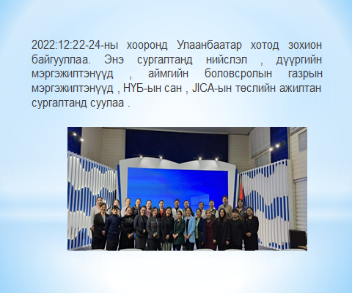 2022:12:22-24-ны хооронд Улаанбаатар хотод зохион
байгууллаа. Энэ сургалтанд нийслэл , дүүргийн
мэргэжилтэнүүд , аймгийн боловсролын газрын
мэргэжилтэнүүд , НҮБ-ын сан , JICA-ын төслийн ажилтан
сургалтанд суулаа .